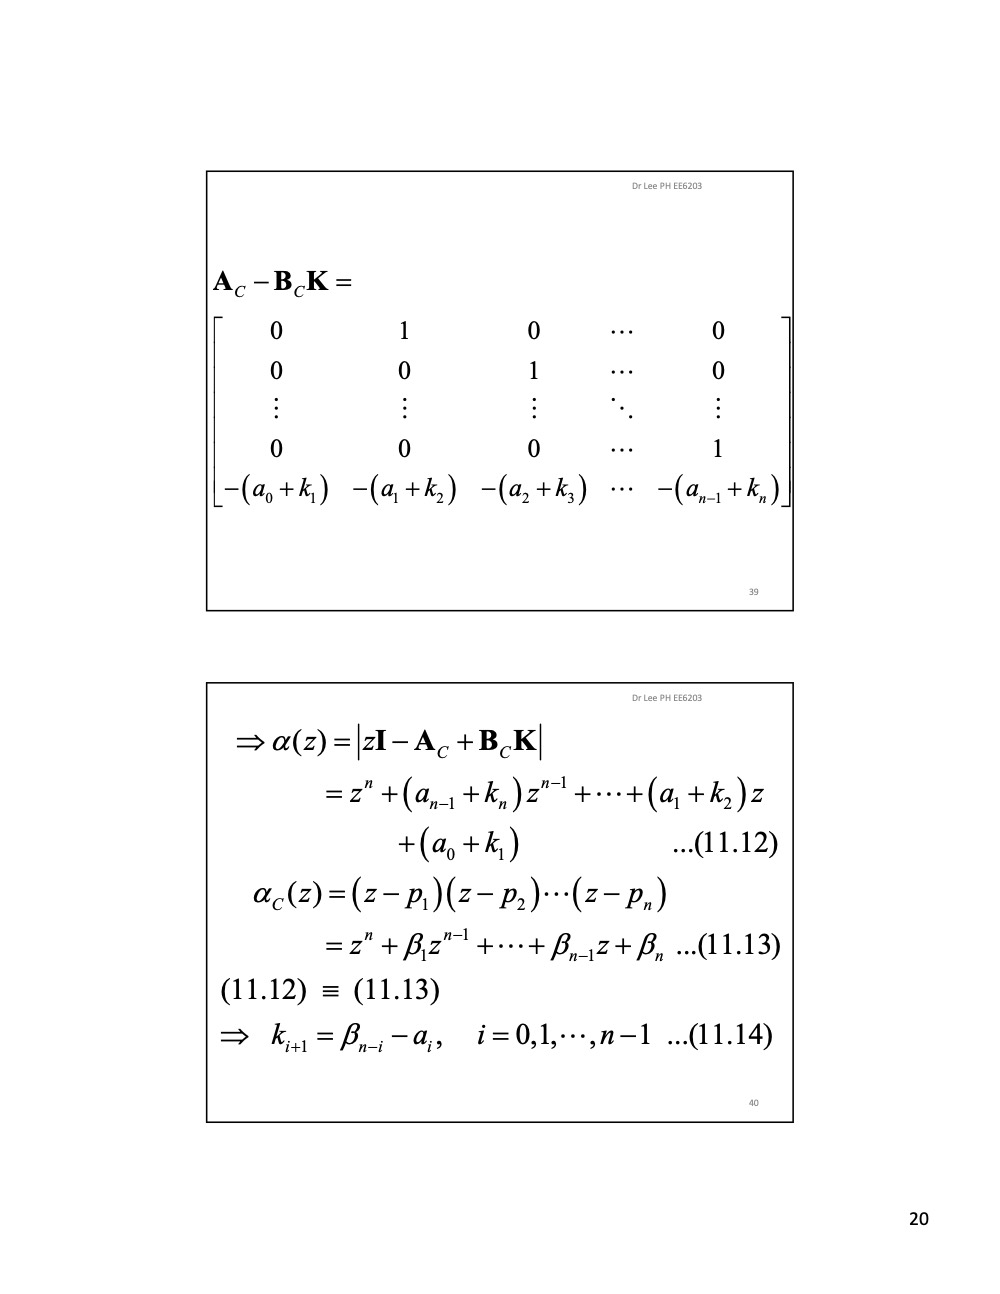 Dr Lee PH EE6203
A_C − B_C K =
[ 0 1 0 ⋯ 0
0 0 1 ⋯ 0
⋮ ⋮ ⋮ ⋱ ⋮
0 0 0 ⋯ 1
−(a_0 + k_1) −(a_1 + k_2) −(a_2 + k_3) ⋯ −(a_{n−1} + k_n) ]
39
Dr Lee PH EE6203
⇒ α(z) = |zI − A_C + B_C K|
= z^n + (a_{n−1} + k_n) z^{n−1} + ⋯ + (a_1 + k_2) z
+ (a_0 + k_1) ...(11.12)
α_C(z) = (z − p_1)(z − p_2)⋯(z − p_n)
= z^n + β_1 z^{n−1} + ⋯ + β_{n−1} z + β_n ...(11.13)
(11.12) ≡ (11.13)
⇒ k_{i+1} = β_{n−i} − a_i, i = 0,1,⋯,n−1 ...(11.14)
40
20